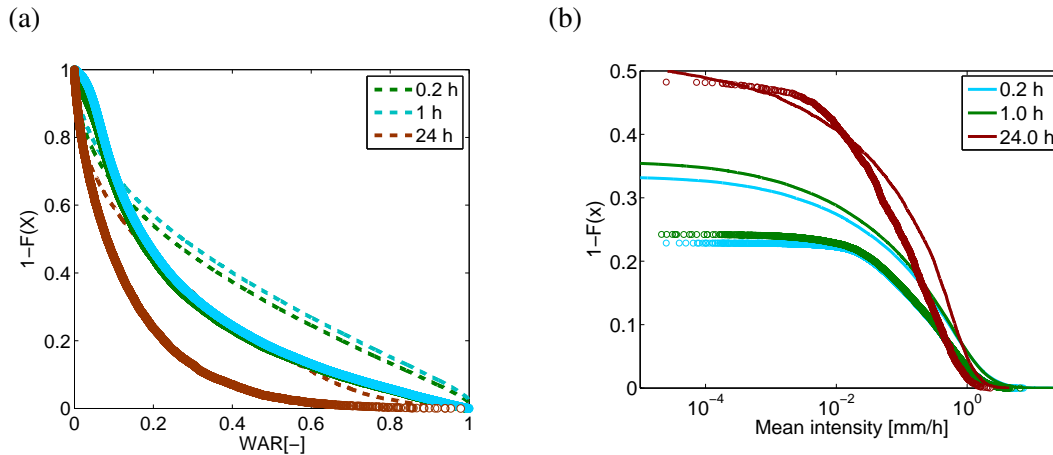 (a)
(b)
1
0.8
0.6
0.4
0.2
0
0
0.2
0.4
0.6
0.8
1
1−F(X)
WAR[−]
0.2 h
1 h
24 h
0.5
0.4
0.3
0.2
0.1
0
10−4
10−2
100
1−F(x)
Mean intensity [mm/h]
0.2 h
1.0 h
24.0 h